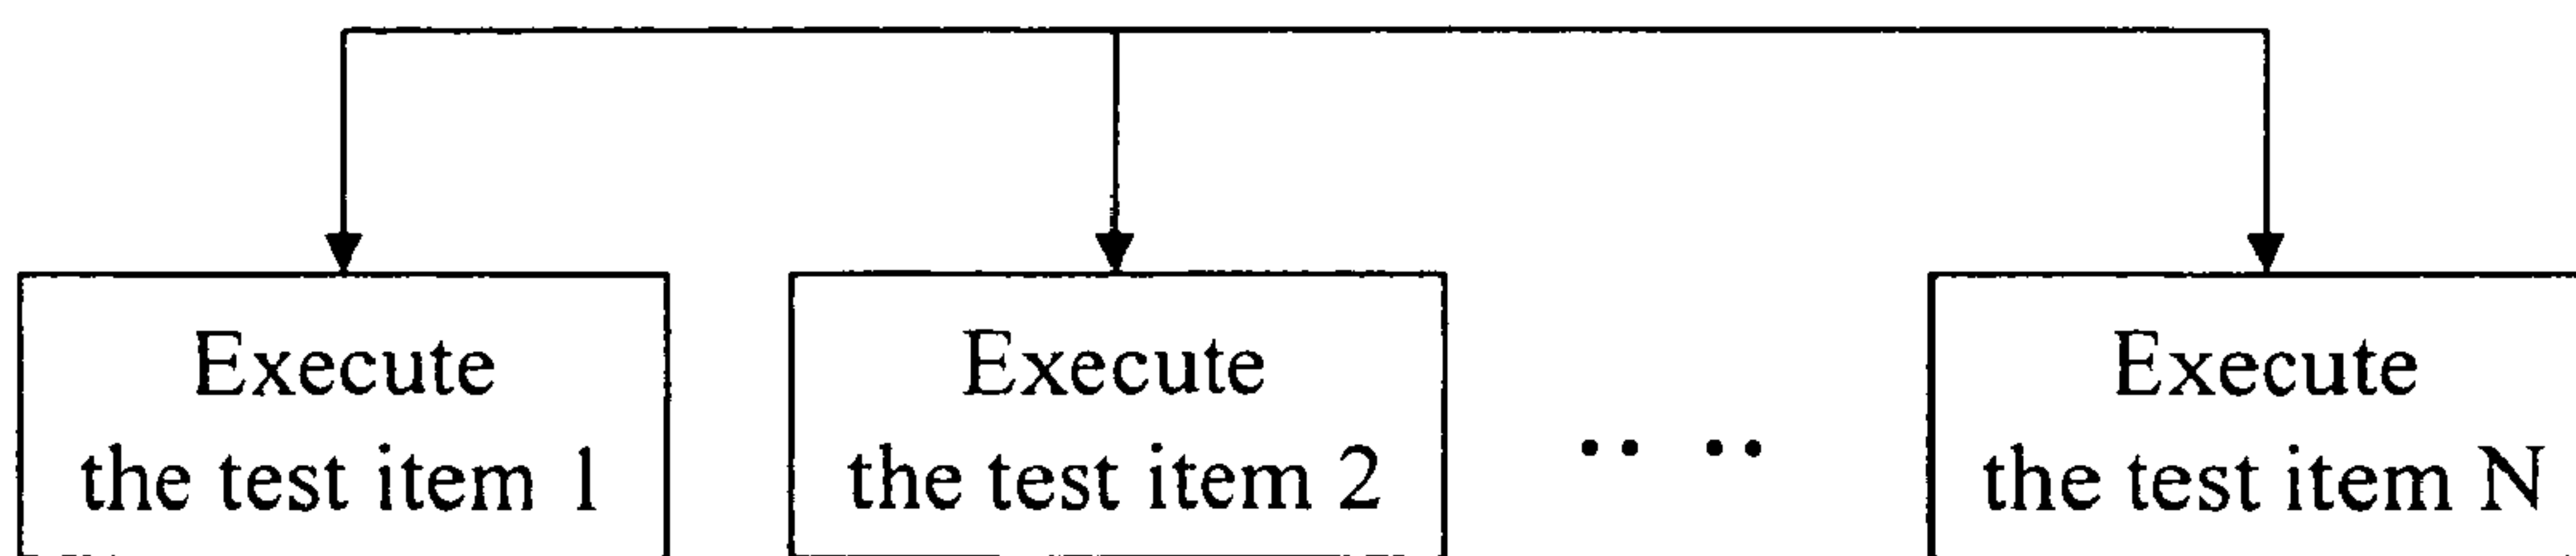 Execute
the test item 1
Execute
the test item 2
.. ..
Execute
the test item N